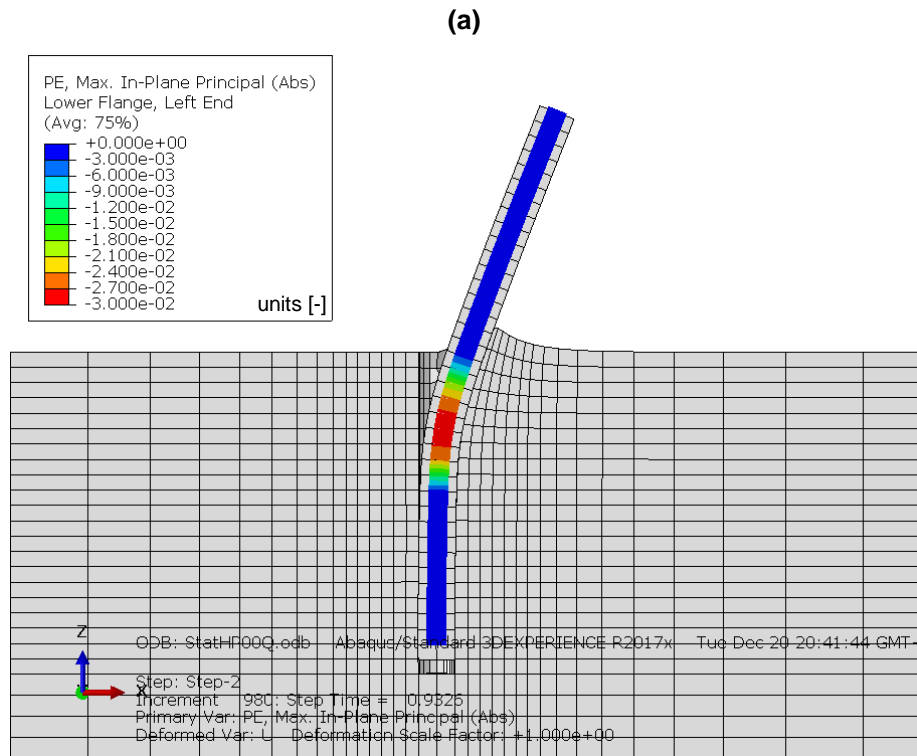 (a)
PE, Max. In-Plane Principal (Abs)
Lower Flange, Left End
(Avg: 75%)
+0.000e+00
-3.000e-03
-6.000e-03
-9.000e-03
-1.200e-02
-1.500e-02
-1.800e-02
-2.100e-02
-2.400e-02
-2.700e-02
-3.000e-02
units [-]
Z
X
ODB: StatHP00Q.odb Abaqus/Standard 3DEXPERIENCE R2017x Tue Dec 20 20:41:44 GMT-
Step: Step-2
Increment 980: Step Time = 0.9326
Primary Var: PE, Max. In-Plane Principal (Abs)
Deformed Var: U Deformation Scale Factor: +1.000e+00